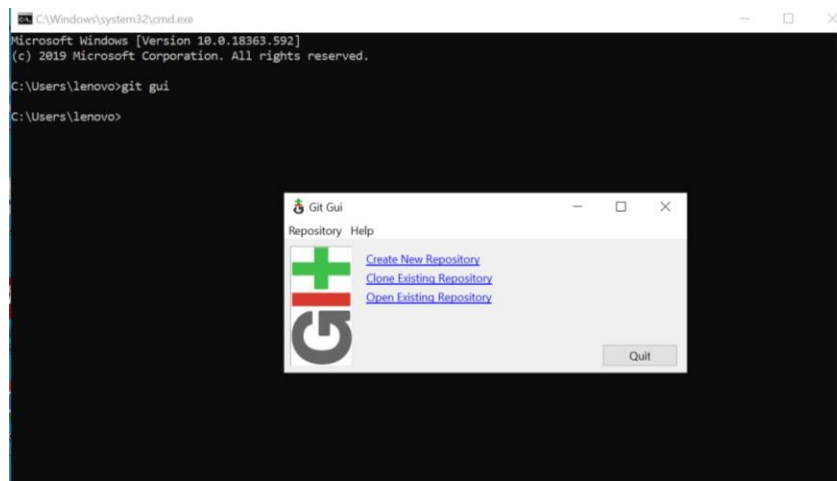 C:\Windows\system32\cmd.exe
Microsoft Windows [Version 10.0.18363.592]
(c) 2019 Microsoft Corporation. All rights reserved.
C:\Users\lenovo>git gui
C:\Users\lenovo>
Git Gui
Repository Help
Create New Repository
Clone Existing Repository
Open Existing Repository
GIT
Quit